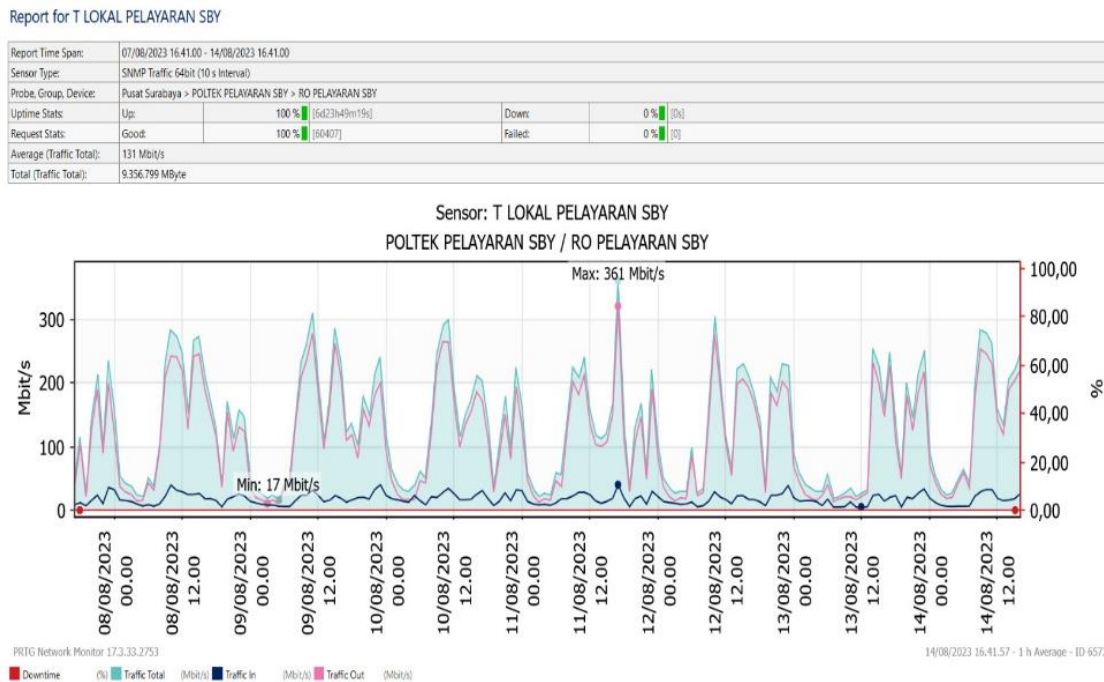 Report for T LOKAL PELAYARAN SBY
Report Time Span: 07/08/2023 16.41.00 - 14/08/2023 16.41.00
Sensor Type: SNMP Traffic 64bit (10 s Interval)
Probe, Group, Device: Pusat Surabaya > POLTEK PELAYARAN SBY > RO PELAYARAN SBY
Uptime Stats: Up: 100 % [6d23h49m19s] Down: 0 % [0s]
Request Stats: Good: 100 % [60407] Failed: 0 % [0]
Average (Traffic Total): 131 Mbit/s
Total (Traffic Total): 9.356.799 MByte
Sensor: T LOKAL PELAYARAN SBY
POLTEK PELAYARAN SBY / RO PELAYARAN SBY
Max: 361 Mbit/s
Min: 17 Mbit/s
Mbit/s
300
200
100
0
100,00
80,00
60,00
40,00
20,00
0,00
%
08/08/2023 00.00
08/08/2023 12.00
09/08/2023 00.00
09/08/2023 12.00
10/08/2023 00.00
10/08/2023 12.00
11/08/2023 00.00
11/08/2023 12.00
12/08/2023 00.00
12/08/2023 12.00
13/08/2023 00.00
13/08/2023 12.00
14/08/2023 00.00
14/08/2023 12.00
PRTG Network Monitor 17.3.33.2753
14/08/2023 16.41.57 - 1 h Average - ID 657
Downtime (%) Traffic Total (Mbit/s) Traffic In (Mbit/s) Traffic Out (Mbit/s)